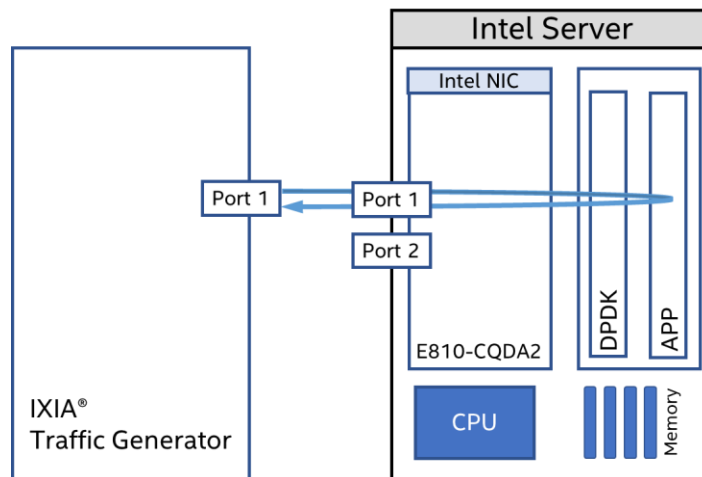 Intel Server
Intel NIC
Port 1
Port 1
Port 2
DPDK
APP
E810-CQDA2
IXIA®
Traffic Generator
CPU
Memory